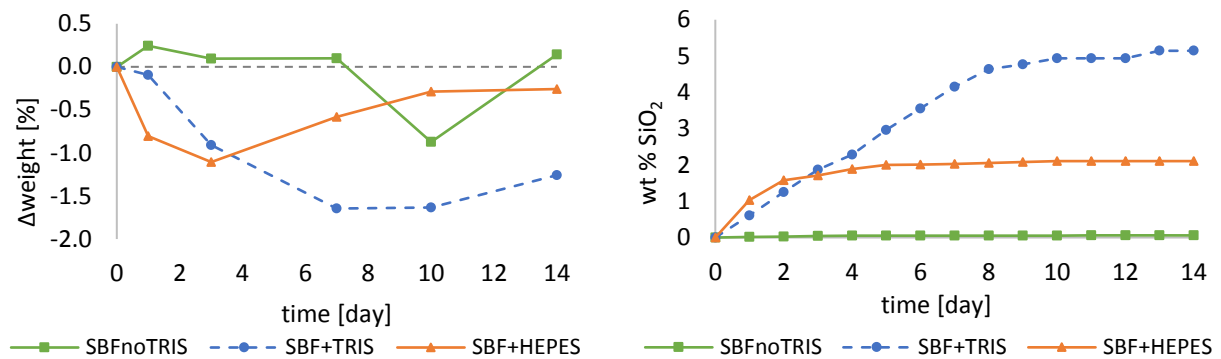 Δweight [%]
0.5
0.0
-0.5
-1.0
-1.5
-2.0
0 2 4 6 8 10 12 14
time [day]
SBFnoTRIS SBF+TRIS SBF+HEPES
wt % SiO₂
6
5
4
3
2
1
0
0 2 4 6 8 10 12 14
time [day]
SBFnoTRIS SBF+TRIS SBF+HEPES